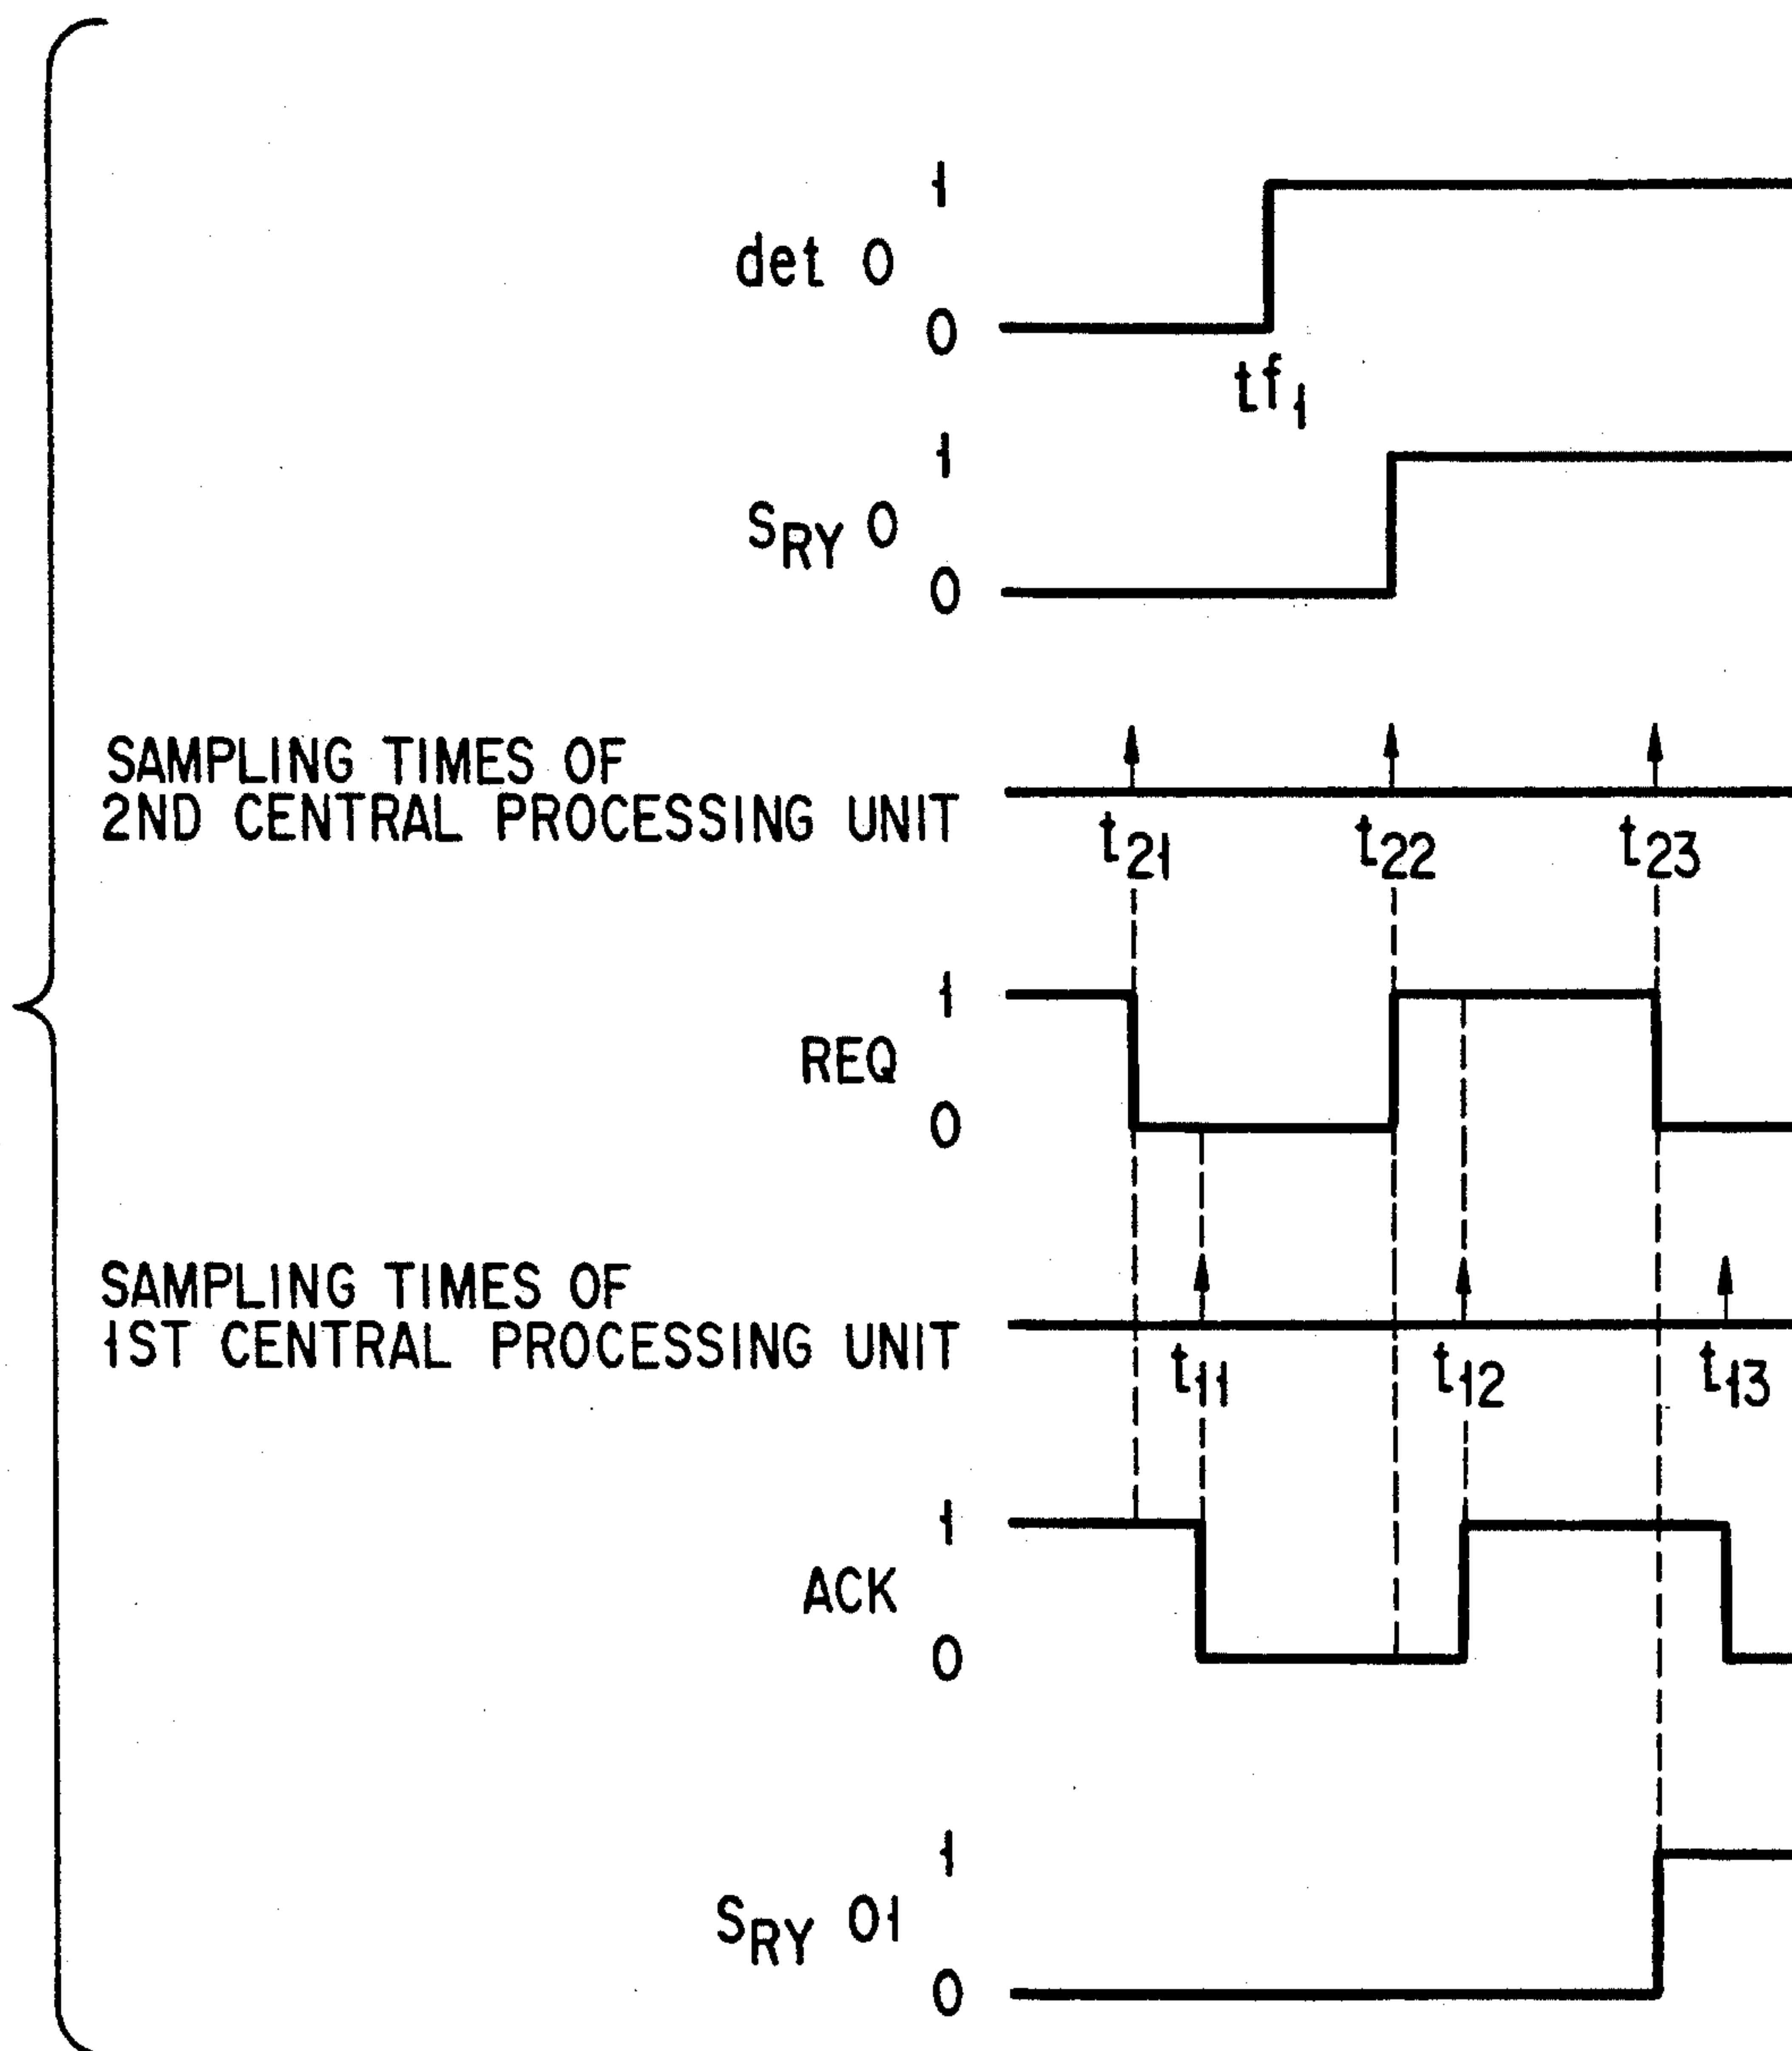 1
det 0
0
tf1
1
SRY 0
0
SAMPLING TIMES OF
2ND CENTRAL PROCESSING UNIT
t21 t22 t23
1
REQ
0
SAMPLING TIMES OF
1ST CENTRAL PROCESSING UNIT
t11 t12 t13
1
ACK
0
1
SRY 01
0